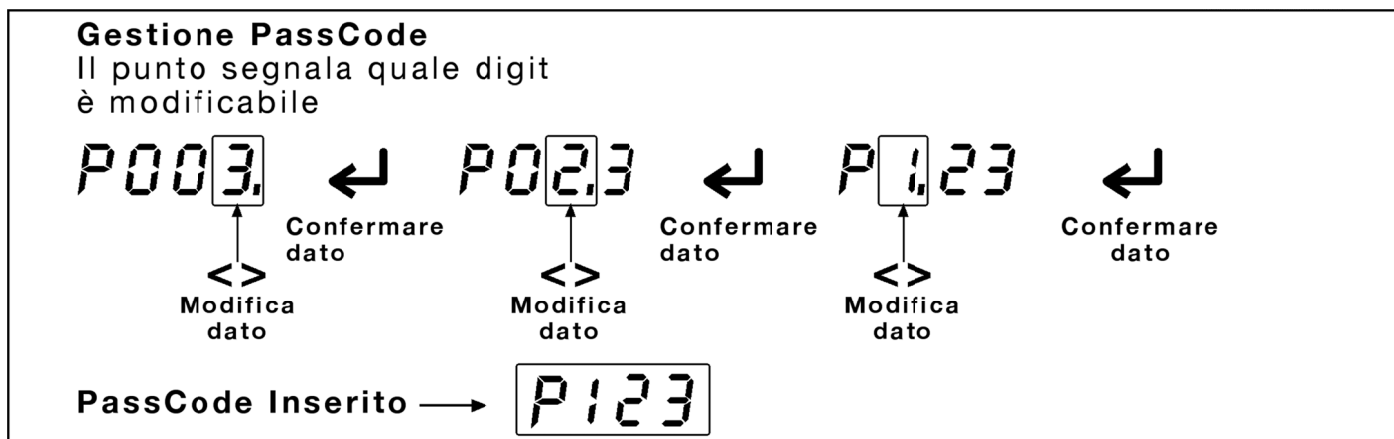 Gestione PassCode
Il punto segnala quale digit
è modificabile
P003. ↵ P02.3 ↵ P1.23 ↵
Confermare dato Confermare dato Confermare dato
<> <> <>
Modifica dato Modifica dato Modifica dato
PassCode Inserito → P123